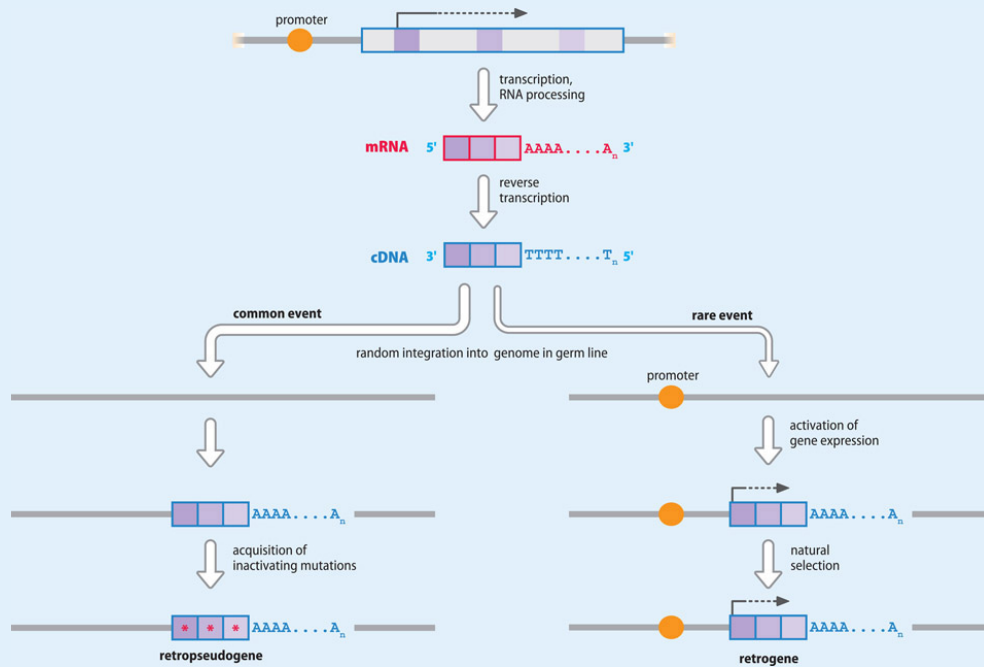 promoter
transcription,
RNA processing
mRNA 5' AAAA....An 3'
reverse
transcription
cDNA 3' TTTT....Tn 5'
common event
rare event
random integration into genome in germ line
promoter
activation of
gene expression
AAAA....An
AAAA....An
acquisition of
inactivating mutations
natural
selection
* * * AAAA....An
AAAA....An
retropseudogene
retrogene